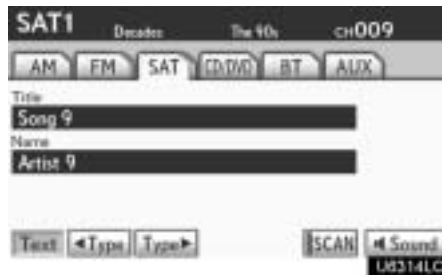 SAT1 Decades The 90s CH009
AM FM SAT CD/DVD BT AUX
Title
Song 9
Name
Artist 9
Text ◄Type Type► SCAN Sound
U6314LC